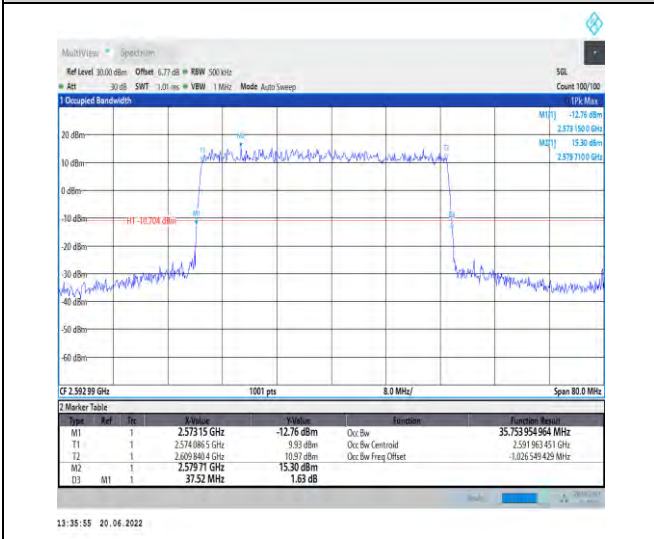 MultiView Spectrum
Ref Level 30.00 dBm Offset 6.77 dB RBW 500 kHz SGL
Att 30 dB SWT 1.01 ms VBW 1 MHz Mode Auto Sweep Count 100/100
1 Occupied Bandwidth 1Pk Max
M1[1] -12.76 dBm
2.573 150 0 GHz
M2[1] 15.30 dBm
2.579 710 0 GHz
20 dBm
M2
T1 T2
10 dBm
0 dBm
-10 dBm H1 -10.704 dBm M1
-20 dBm
-30 dBm
-40 dBm
-50 dBm
-60 dBm
CF 2.592 99 GHz 1001 pts 8.0 MHz/ Span 80.0 MHz
2 Marker Table
Type Ref Trc X-Value Y-Value Function Function Result
M1 1 2.573 15 GHz -12.76 dBm Occ Bw 35.753 954 964 MHz
T1 1 2.574 086 5 GHz 9.93 dBm Occ Bw Centroid 2.591 963 451 GHz
T2 1 2.609 840 4 GHz 10.97 dBm Occ Bw Freq Offset -1.026 549 429 MHz
M2 1 2.579 71 GHz 15.30 dBm
D3 M1 1 37.52 MHz 1.63 dB
13:35:55 20.06.2022